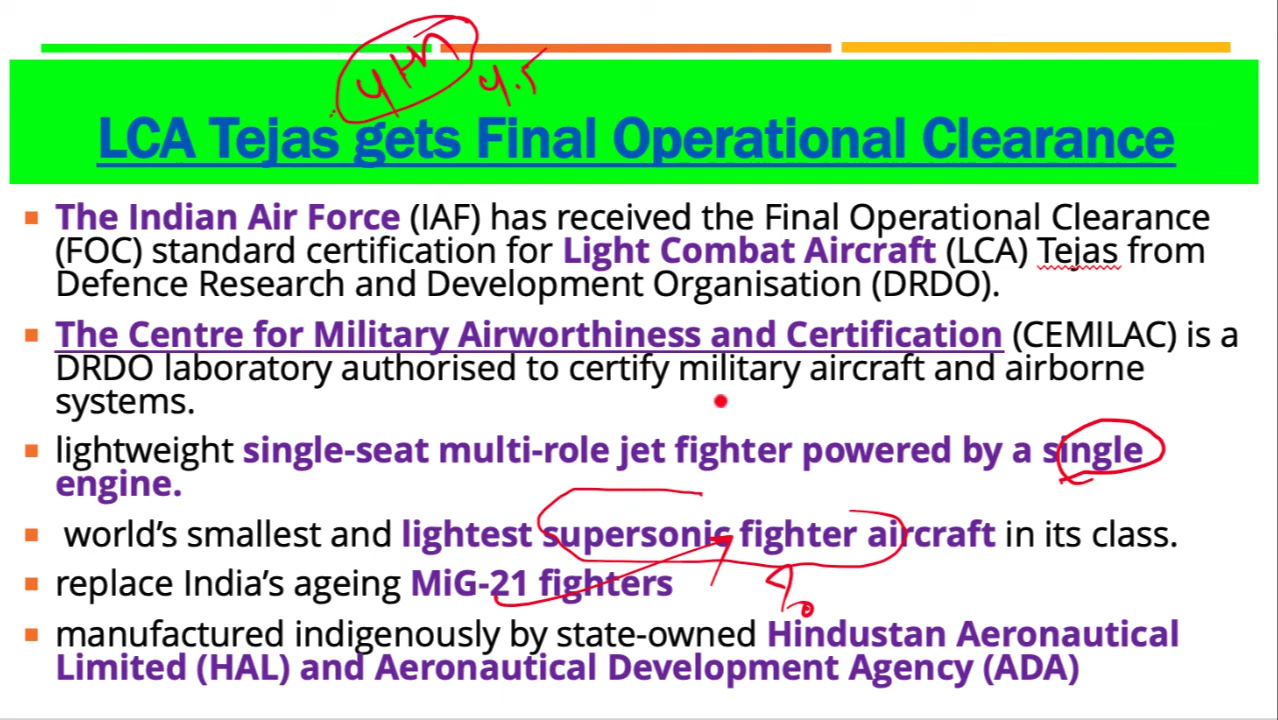 4th
4.5
LCA Tejas gets Final Operational Clearance
The Indian Air Force (IAF) has received the Final Operational Clearance
(FOC) standard certification for Light Combat Aircraft (LCA) Tejas from
Defence Research and Development Organisation (DRDO).
The Centre for Military Airworthiness and Certification (CEMILAC) is a
DRDO laboratory authorised to certify military aircraft and airborne
systems.
lightweight single-seat multi-role jet fighter powered by a single
engine.
world's smallest and lightest supersonic fighter aircraft in its class.
replace India's ageing MiG-21 fighters
manufactured indigenously by state-owned Hindustan Aeronautical
Limited (HAL) and Aeronautical Development Agency (ADA)